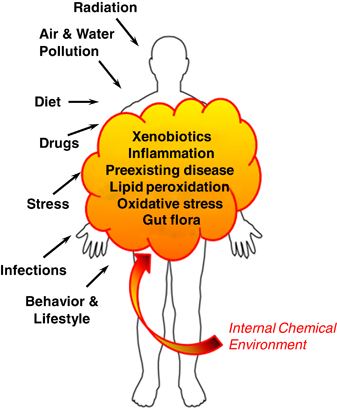 Radiation
Air & Water
Pollution
Diet
Drugs
Stress
Infections
Behavior &
Lifestyle
Xenobiotics
Inflammation
Preexisting disease
Lipid peroxidation
Oxidative stress
Gut flora
Internal Chemical
Environment